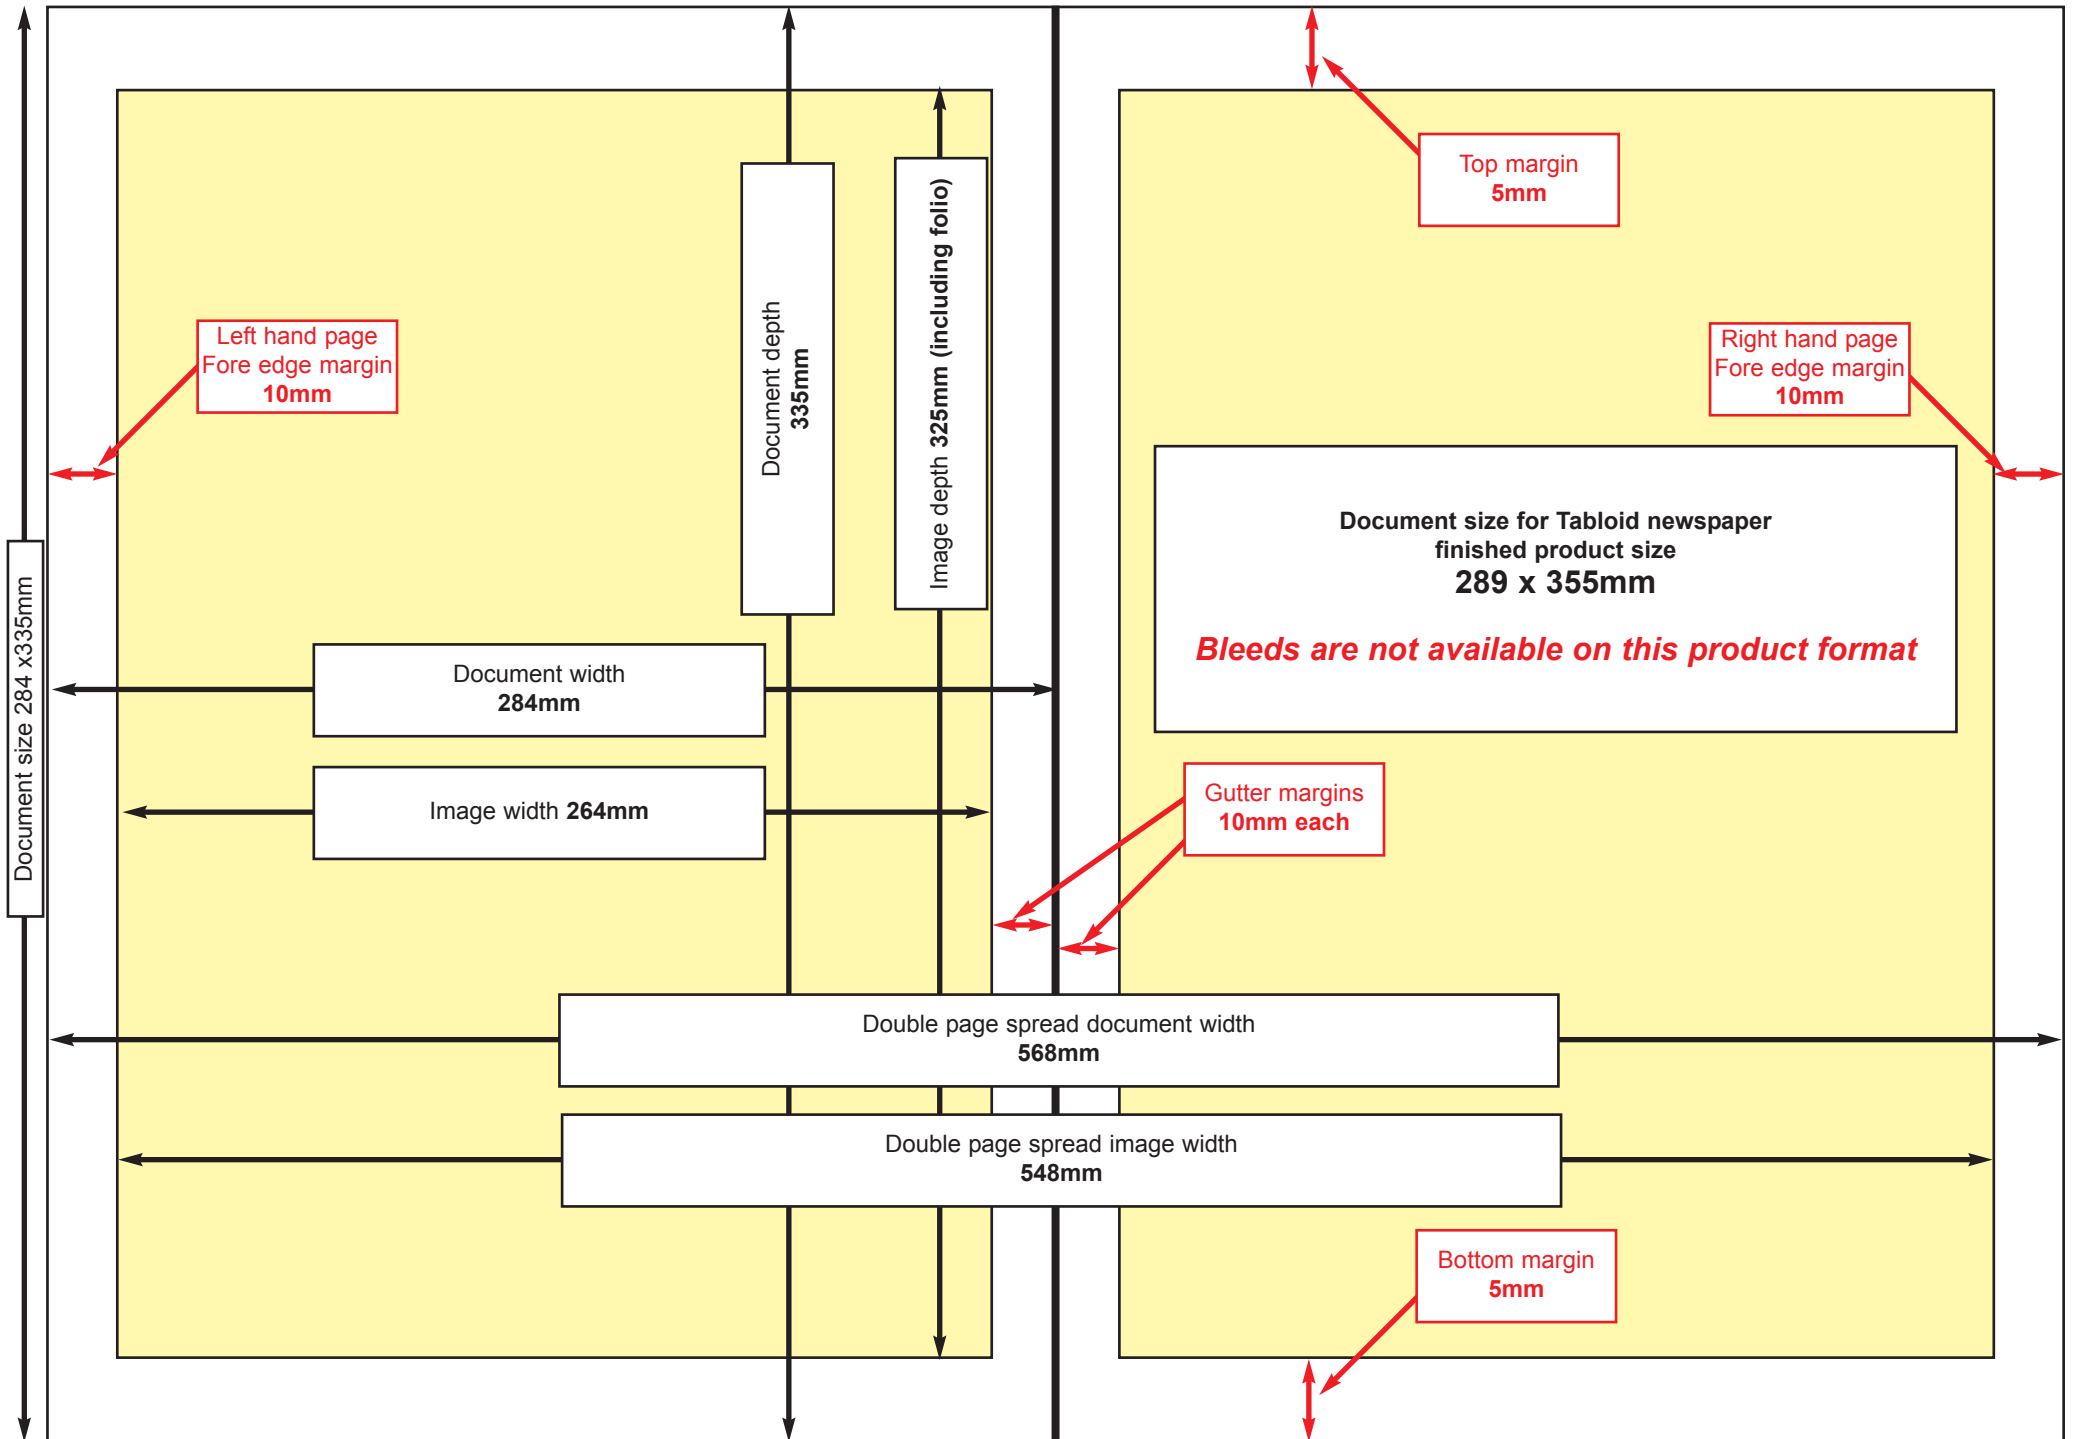 Top margin
5mm
Document depth
335mm
Image depth 325mm (including folio)
Left hand page
Fore edge margin
10mm
Right hand page
Fore edge margin
10mm
Document size for Tabloid newspaper
finished product size
289 x 355mm
Bleeds are not available on this product format
Document size 284 x335mm
Document width
284mm
Image width 264mm
Gutter margins
10mm each
Double page spread document width
568mm
Double page spread image width
548mm
Bottom margin
5mm